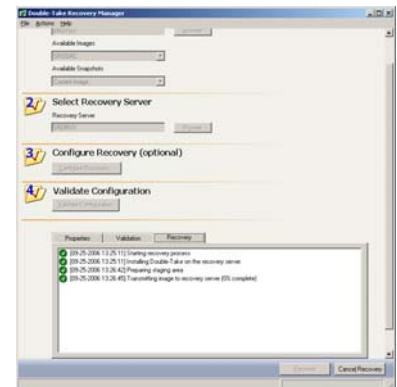 Double-Take Recovery Manager
File Actions Help
Available Images
Available Snapshots
Current Image
2 Select Recovery Server
Recovery Server
3 Configure Recovery (optional)
Configure Recovery
4 Validate Configuration
Validate Configuration
Properties Validation Recovery
[09-25-2006 13:25:11] Starting recovery process
[09-25-2006 13:25:11] Installing Double-Take on the recovery server
[09-25-2006 13:26:42] Preparing staging area
[09-25-2006 13:26:45] Transmitting image to recovery server (0% complete)
Cancel Recovery